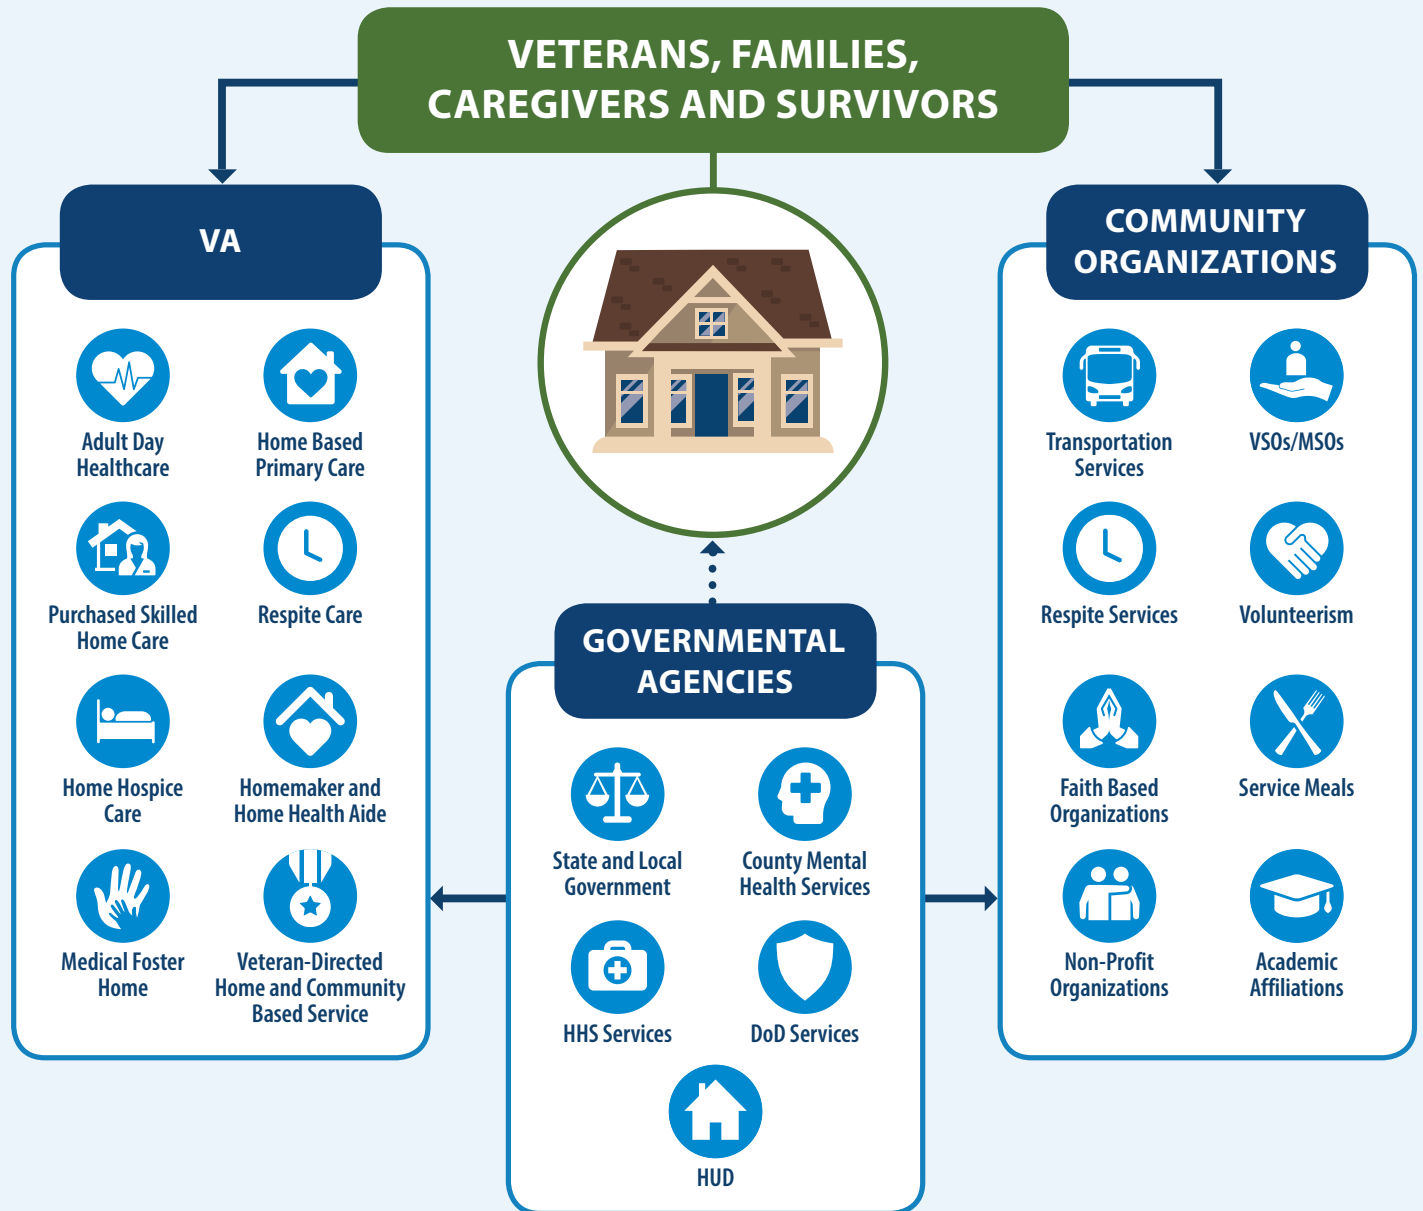 VETERANS, FAMILIES,
CAREGIVERS AND SURVIVORS
VA
Adult Day
Healthcare
Home Based
Primary Care
Purchased Skilled
Home Care
Respite Care
Home Hospice
Care
Homemaker and
Home Health Aide
Medical Foster
Home
Veteran-Directed
Home and Community
Based Service
GOVERNMENTAL
AGENCIES
State and Local
Government
County Mental
Health Services
HHS Services
DoD Services
HUD
COMMUNITY
ORGANIZATIONS
Transportation
Services
VSOs/MSOs
Respite Services
Volunteerism
Faith Based
Organizations
Service Meals
Non-Profit
Organizations
Academic
Affiliations